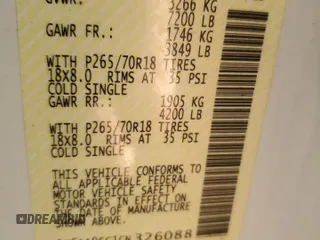 GVWR:
3266 KG
7200 LB
GAWR FR.:
1746 KG
3849 LB
WITH P265/70R18 TIRES
18x8.0 RIMS AT 35 PSI
COLD SINGLE
GAWR RR.:
1905 KG
4200 LB
WITH P265/70R18 TIRES
18x8.0 RIMS AT 35 PSI
COLD SINGLE
THIS VEHICLE CONFORMS TO
ALL APPLICABLE FEDERAL
MOTOR VEHICLE SAFETY
STANDARDS IN EFFECT ON
DATE OF MANUFACTURE
SHOWN ABOVE.
326088
DREAMBID